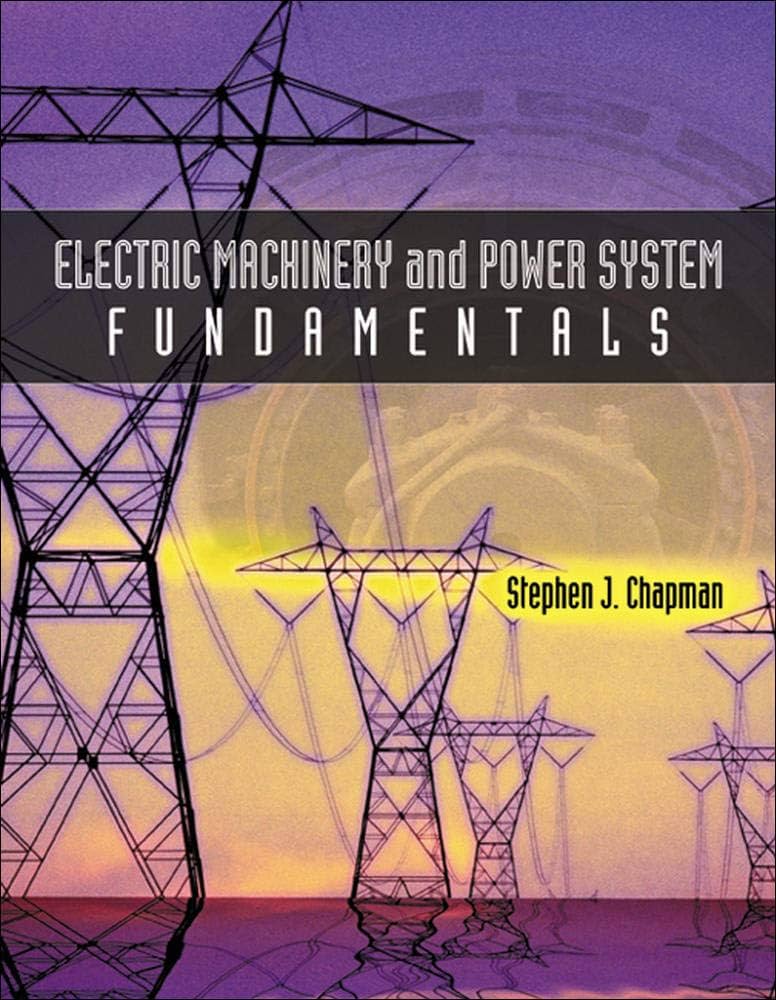 ELECTRIC MACHINERY and POWER SYSTEM
FUNDAMENTALS
Stephen J. Chapman